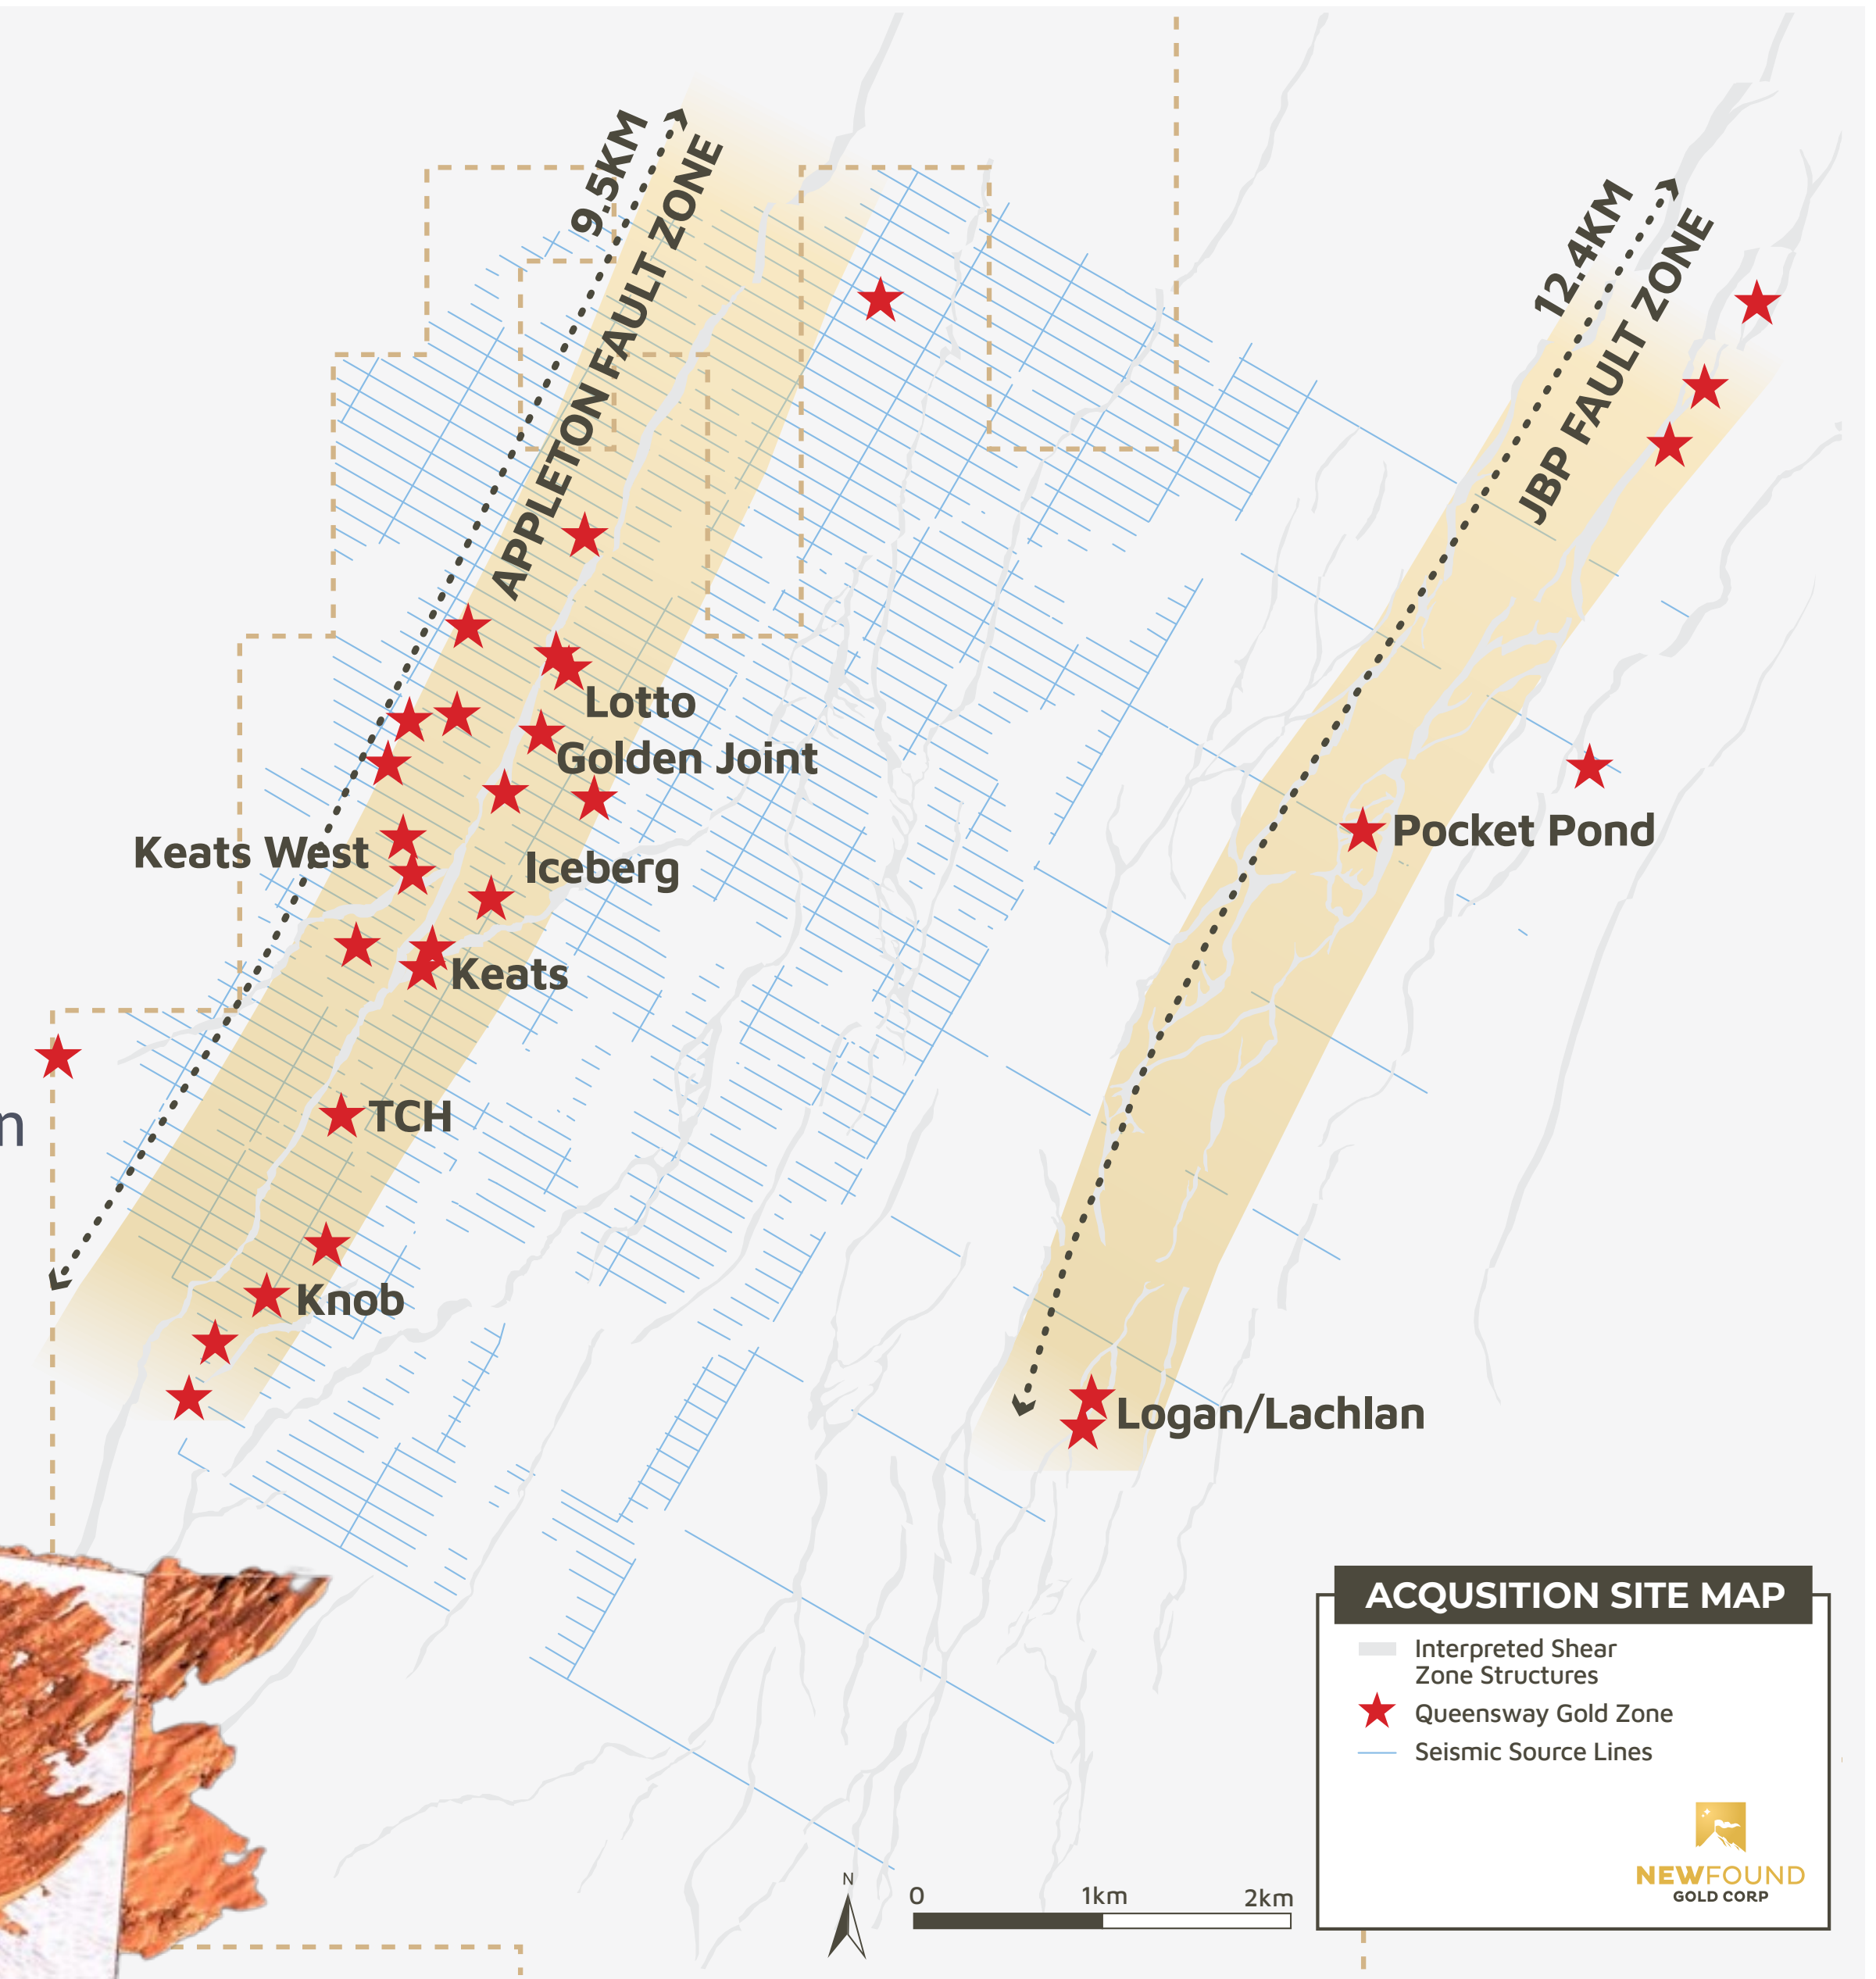 9.5KM
APPLETON FAULT ZONE
12.4KM
JBP FAULT ZONE
Lotto
Golden Joint
Keats West
Iceberg
Keats
Pocket Pond
TCH
n
Knob
Logan/Lachlan
ACQUSITION SITE MAP
Interpreted Shear
Zone Structures
Queensway Gold Zone
Seismic Source Lines
NEWFOUND
GOLD CORP
N
0 1km 2km